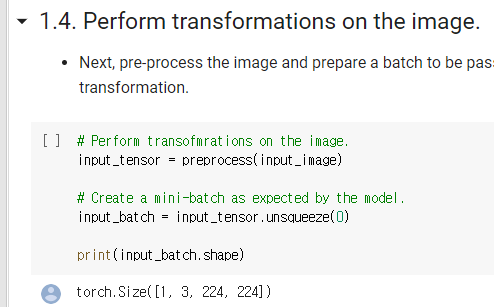 1.4. Perform transformations on the image.
Next, pre-process the image and prepare a batch to be
transformation.
[ ] # Perform transofmrations on the image.
input_tensor = preprocess(input_image)
# Create a mini-batch as expected by the model.
input_batch = input_tensor.unsqueeze(0)
print(input_batch.shape)
torch.Size([1, 3, 224, 224])